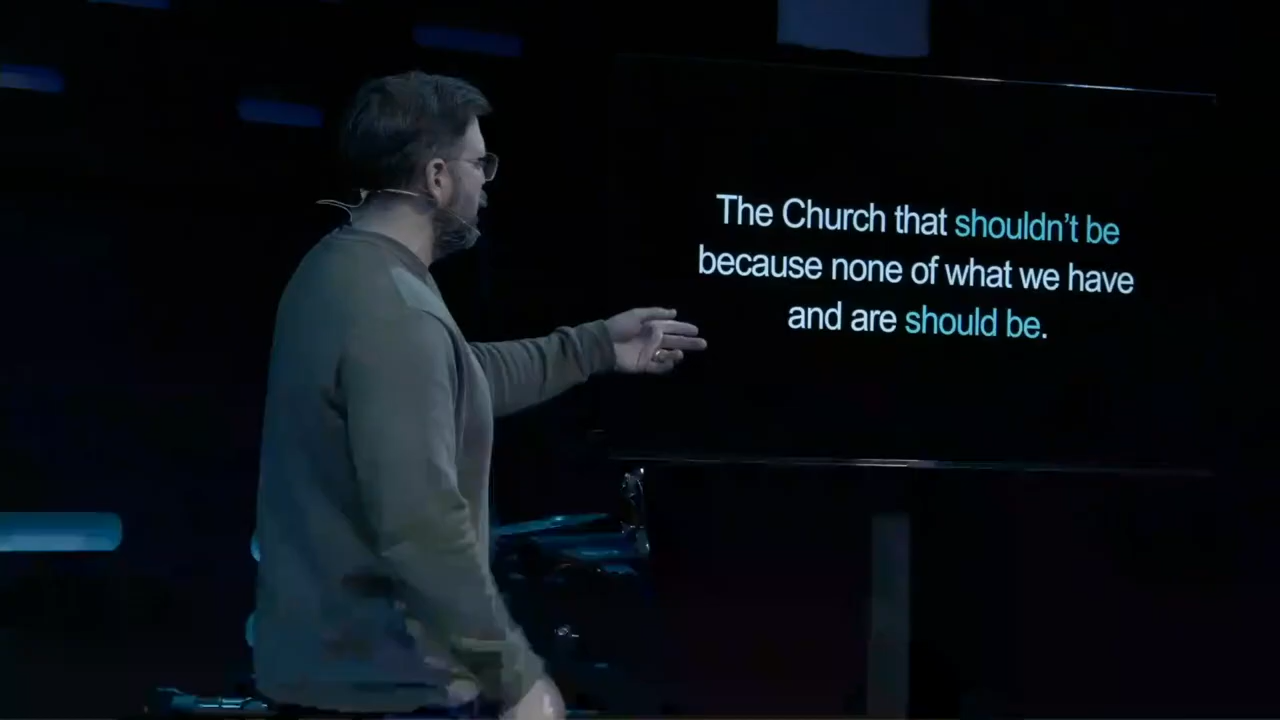 The Church that shouldn’t be
because none of what we have
and are should be.